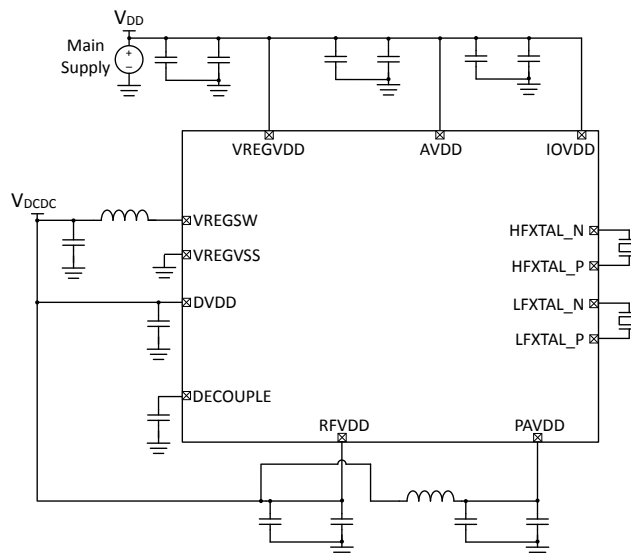 VDD
Main
Supply
+
−
VREGVDD
AVDD
IOVDD
VDCDC
VREGSW
VREGVSS
DVDD
DECOUPLE
HFXTAL_N
HFXTAL_P
LFXTAL_N
LFXTAL_P
RFVDD
PAVDD